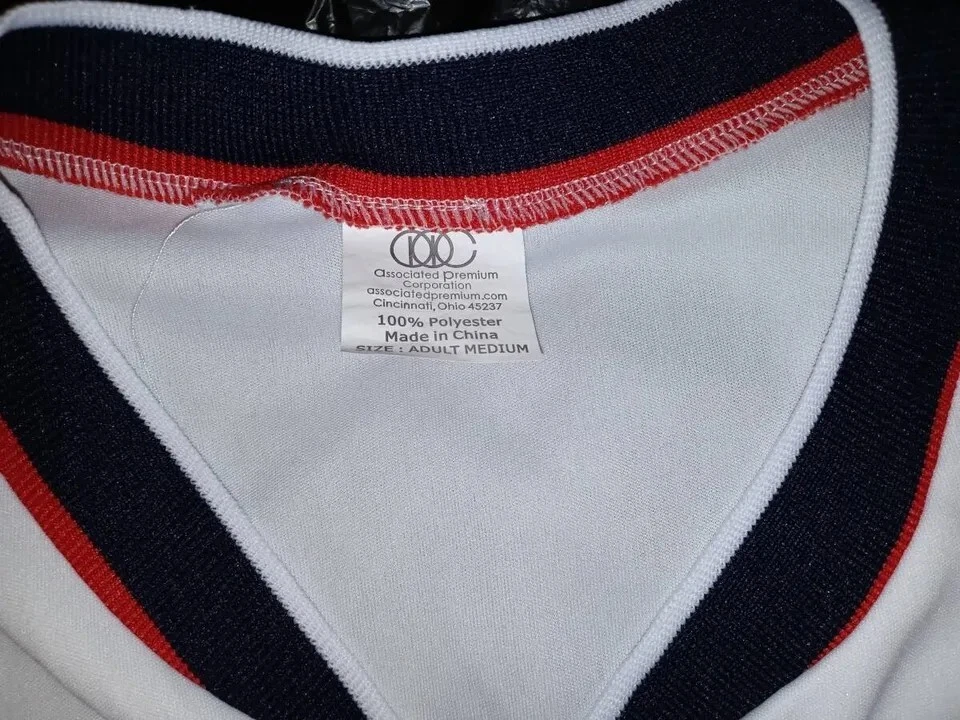 associated premium
Corporation
associatedpremium.com
Cincinnati, Ohio 45237
100% Polyester
Made in China
SIZE : ADULT MEDIUM